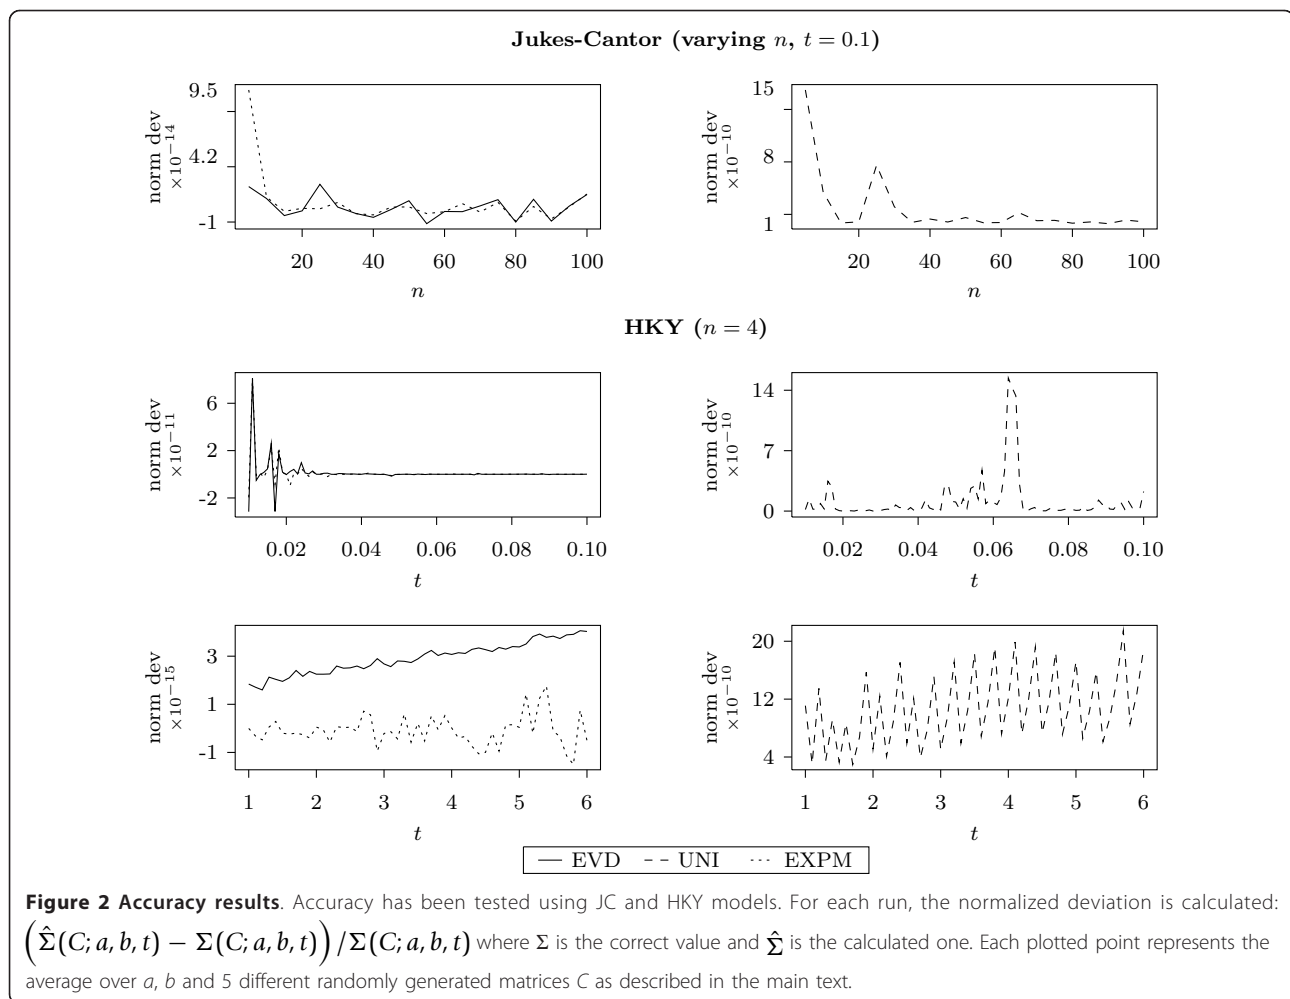 Jukes-Cantor (varying n, t = 0.1)
9.5
4.2
-1
norm dev
×10−14
20 40 60 80 100
n
15
8
1
norm dev
×10−10
20 40 60 80 100
n
HKY (n = 4)
6
2
-2
norm dev
×10−11
0.02 0.04 0.06 0.08 0.10
t
14
7
0
norm dev
×10−10
0.02 0.04 0.06 0.08 0.10
t
3
1
-1
norm dev
×10−15
1 2 3 4 5 6
t
20
12
4
norm dev
×10−10
1 2 3 4 5 6
t
EVD UNI EXPM
Figure 2 Accuracy results. Accuracy has been tested using JC and HKY models. For each run, the normalized deviation is calculated:
(Σ̂(C; a, b, t) − Σ(C; a, b, t)) /Σ(C; a, b, t) where Σ is the correct value and Σ̂ is the calculated one. Each plotted point represents the
average over a, b and 5 different randomly generated matrices C as described in the main text.